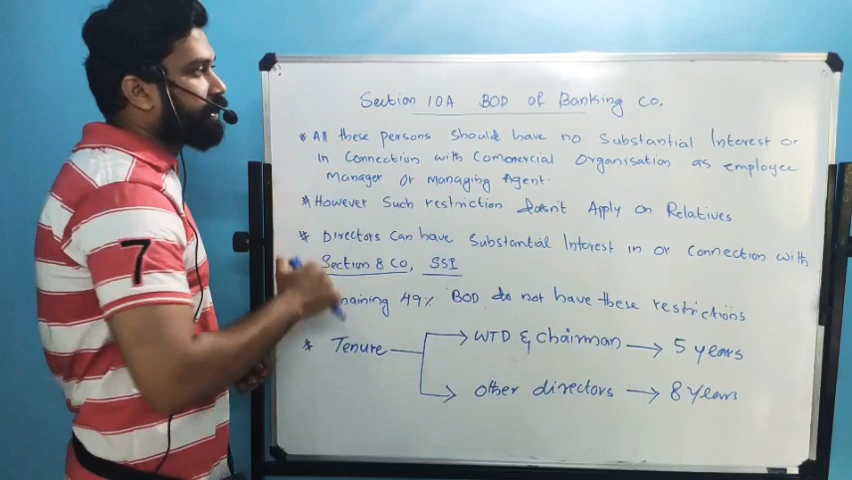 Section 10A BOD of Banking Co.
* All these persons should have no Substantial Interest or
in Connection with Commercial Organisation as employee
manager or managing Agent.
* However Such restriction doesn't Apply on Relatives
* Directors Can have Substantial Interest in or Connection with
Section 8 Co, SSI
49% BOD do not have these restrictions
* Tenure
WTD & Chairman → 5 years
Other directors → 8 Years
7